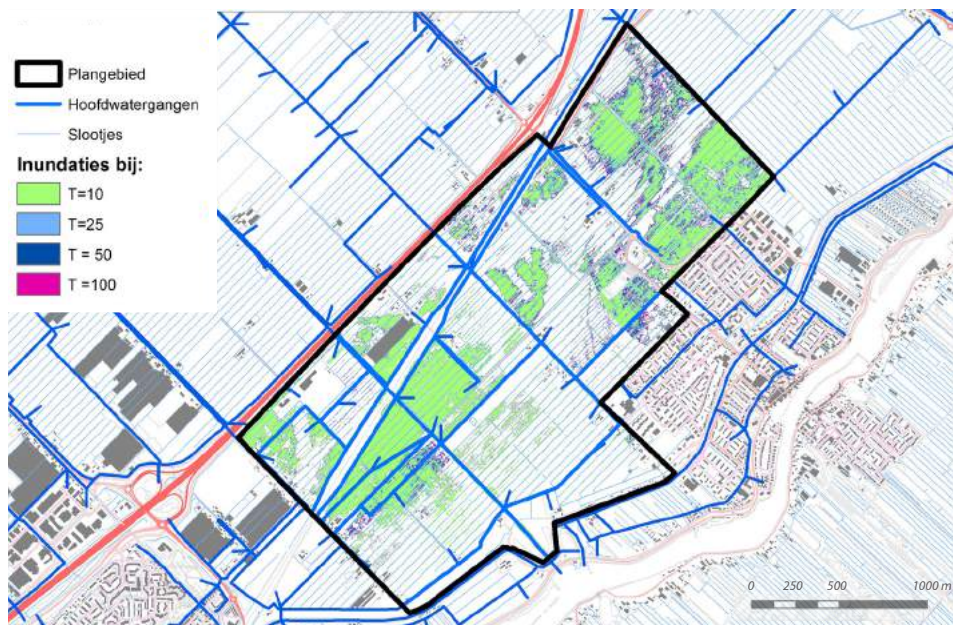 Plangebied
Hoofdwatergangen
Slootjes
Inundaties bij:
T=10
T=25
T = 50
T =100
0 250 500 1000 m